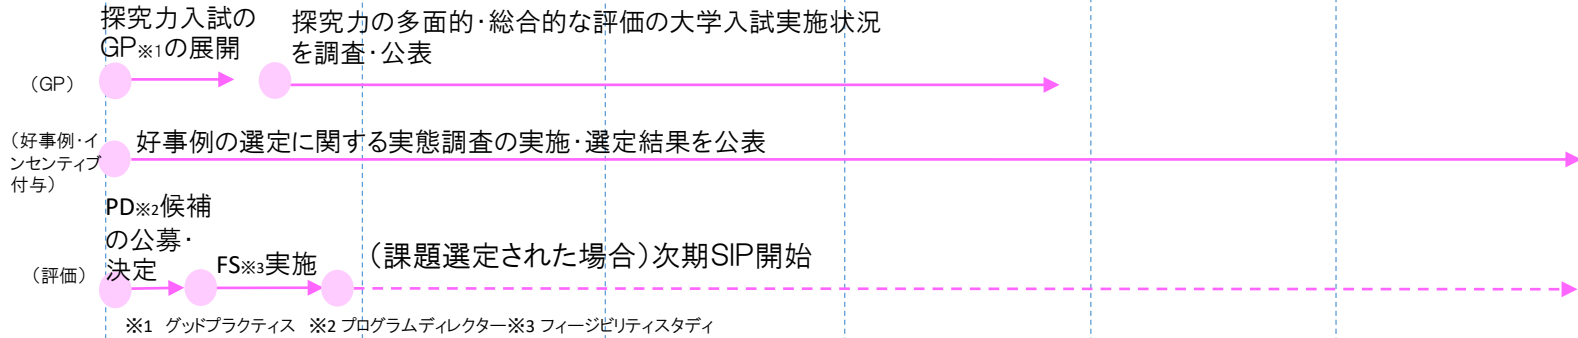 探究力入試の
GP※1の展開
探究力の多面的・総合的な評価の大学入試実施状況
を調査・公表
（GP）
（好事例・イ
ンセンティブ
付与）
好事例の選定に関する実態調査の実施・選定結果を公表
PD※2候補
の公募・
決定
（評価）
FS※3実施
（課題選定された場合）次期SIP開始
※1 グッドプラクティス ※2 プログラムディレクター※3 フィージビリティスタディ